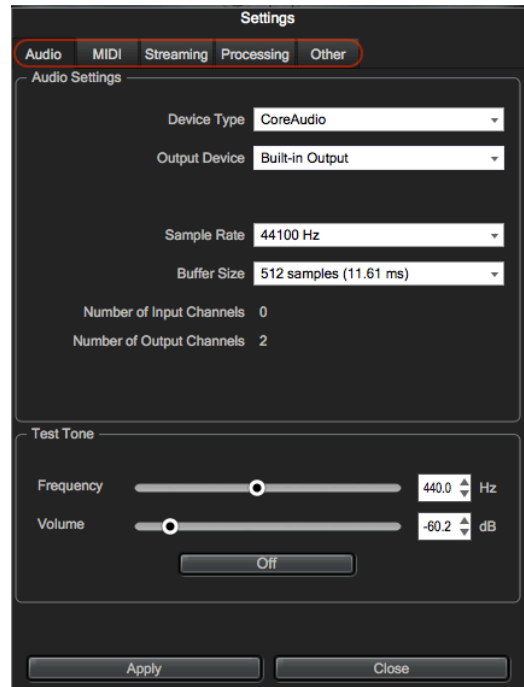 Settings
Audio MIDI Streaming Processing Other
Audio Settings
Device Type CoreAudio
Output Device Built-in Output
Sample Rate 44100 Hz
Buffer Size 512 samples (11.61 ms)
Number of Input Channels 0
Number of Output Channels 2
Test Tone
Frequency 440.0 Hz
Volume -60.2 dB
Off
Apply Close